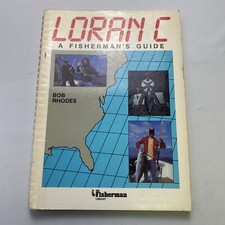 LORAN C
A FISHERMAN'S GUIDE
BOB
RHODES
The Fisherman
LIBRARY